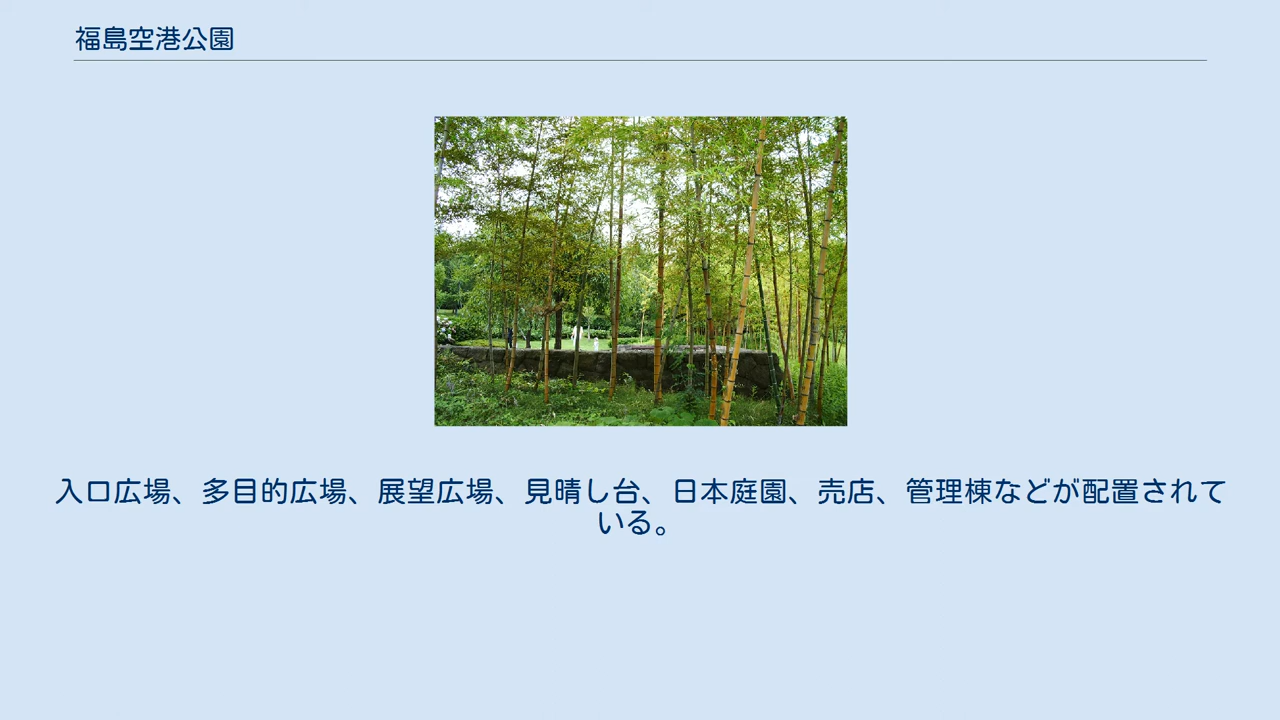 福島空港公園
入口広場、多目的広場、展望広場、見晴し台、日本庭園、売店、管理棟などが配置されて
いる。